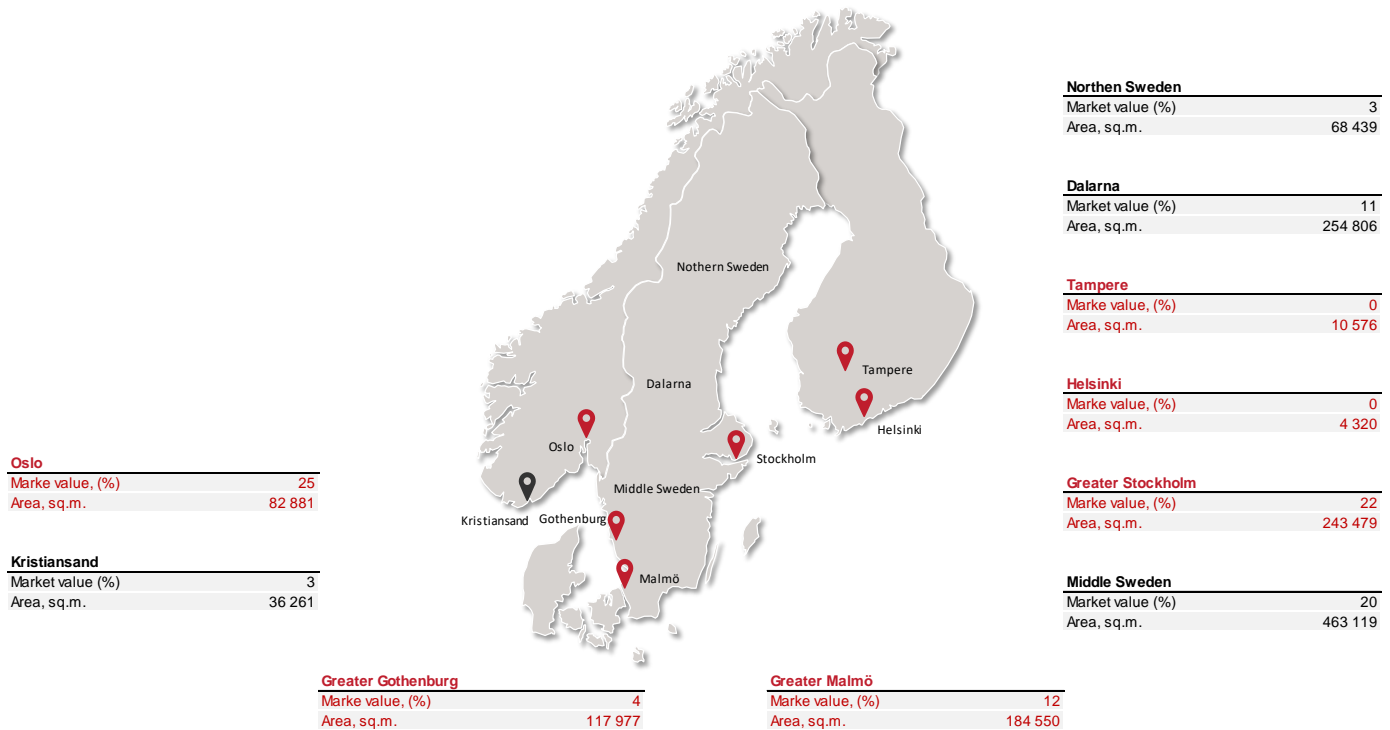 Northen Sweden
Market value (%) 3
Area, sq.m. 68 439
Dalarna
Market value (%) 11
Area, sq.m. 254 806
Tampere
Marke value, (%) 0
Area, sq.m. 10 576
Helsinki
Marke value, (%) 0
Area, sq.m. 4 320
Greater Stockholm
Marke value, (%) 22
Area, sq.m. 243 479
Middle Sweden
Market value (%) 20
Area, sq.m. 463 119
Nothern Sweden
Tampere
Dalarna
Helsinki
Oslo
Stockholm
Middle Sweden
Kristiansand
Gothenburg
Malmö
Oslo
Marke value, (%) 25
Area, sq.m. 82 881
Kristiansand
Market value (%) 3
Area, sq.m. 36 261
Greater Gothenburg
Marke value, (%) 4
Area, sq.m. 117 977
Greater Malmö
Marke value, (%) 12
Area, sq.m. 184 550